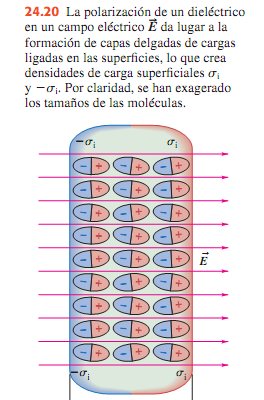 24.20 La polarización de un dieléctrico
en un campo eléctrico E⃗ da lugar a la
formación de capas delgadas de cargas
ligadas en las superficies, lo que crea
densidades de carga superficiales σi
y −σi. Por claridad, se han exagerado
los tamaños de las moléculas.
−σi σi
− + − + − +
− + − + − +
− + − + − +
− + − + − +
− + − + − +
E⃗
− + − + − +
− + − + − +
− + − + − +
− + − + − +
−σi σi